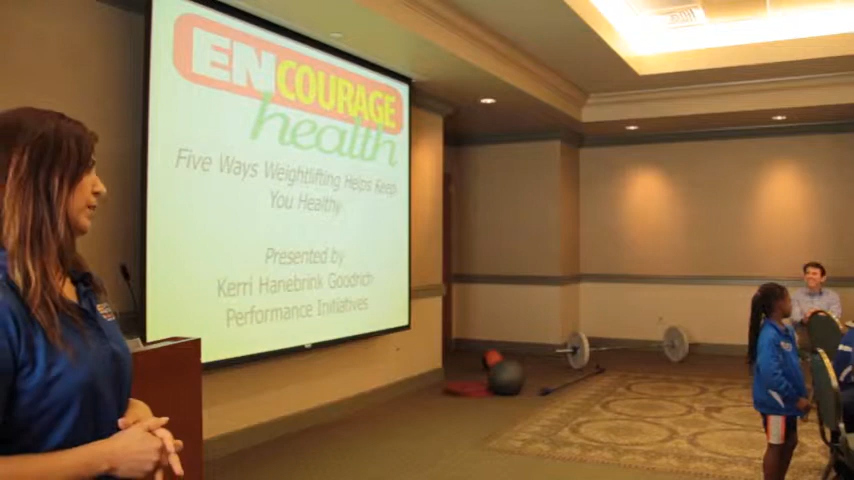 ENCOURAGE
health
Five Ways Weightlifting Helps Keep
You Healthy
Presented by
Kerri Hanebrink Goodrich
Performance Initiatives